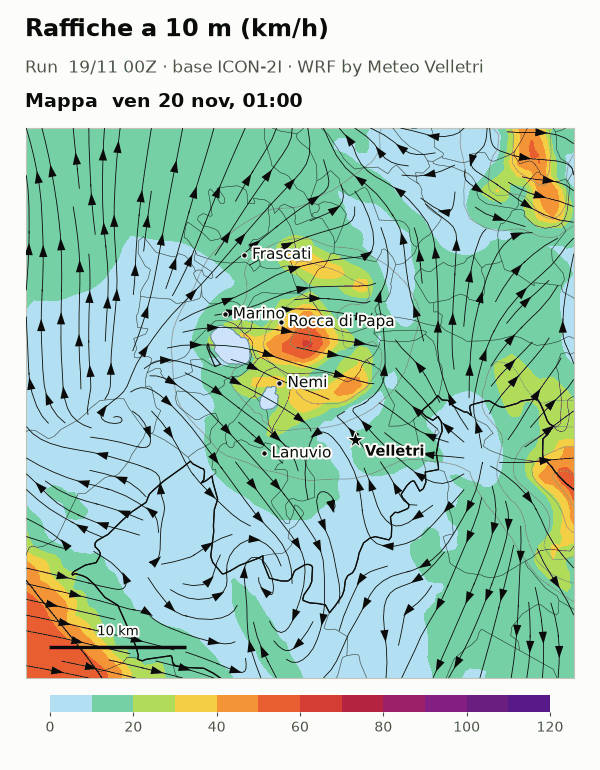 Raffiche a 10 m (km/h)
Run 19/11 00Z · base ICON-2I · WRF by Meteo Velletri
Mappa ven 20 nov, 01:00
Frascati
Marino
Rocca di Papa
Nemi
Velletri
Lanuvio
10 km
0 20 40 60 80 100 120